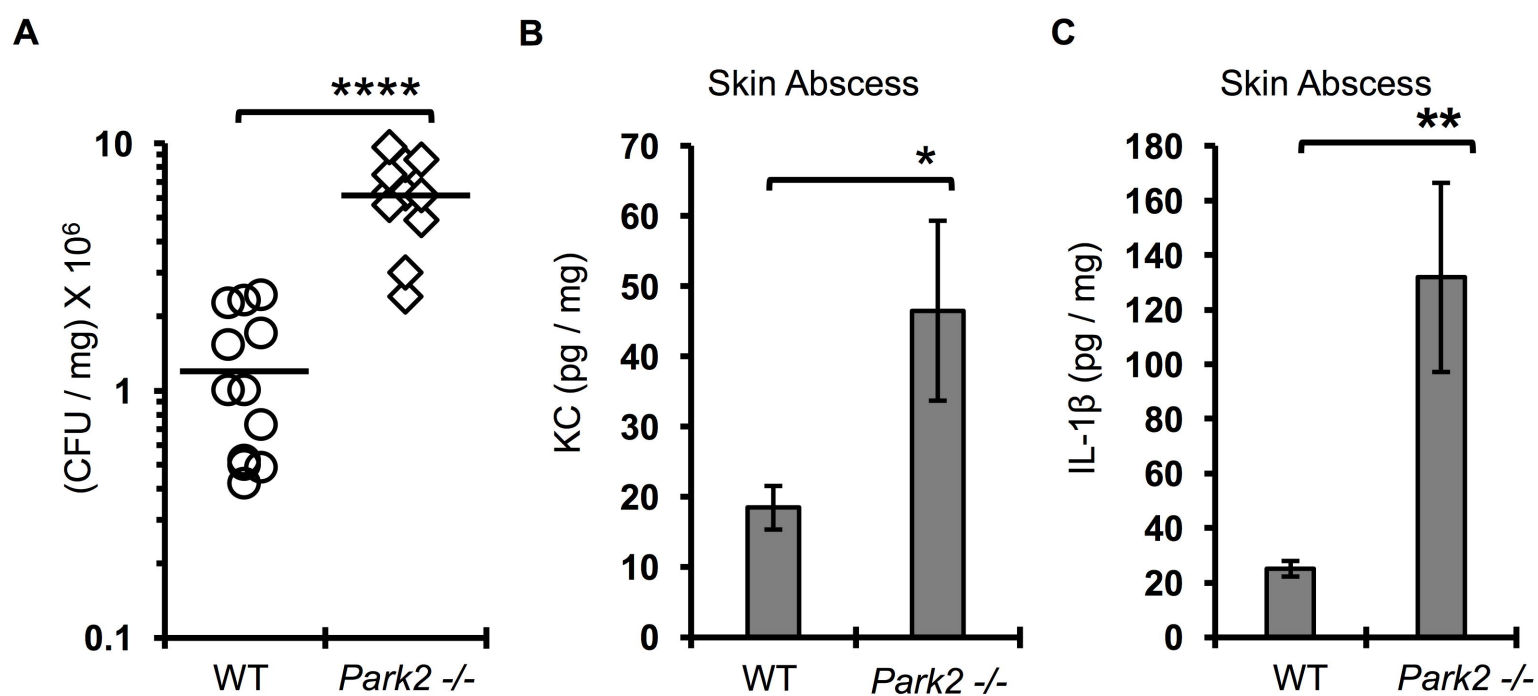 A
B
C
Skin Abscess
Skin Abscess
****
*
**
(CFU / mg) X 10⁶
10
1
0.1
WT
Park2 -/-
KC (pg / mg)
70
60
50
40
30
20
10
0
WT
Park2 -/-
IL-1β (pg / mg)
180
160
140
120
100
80
60
40
20
0
WT
Park2 -/-